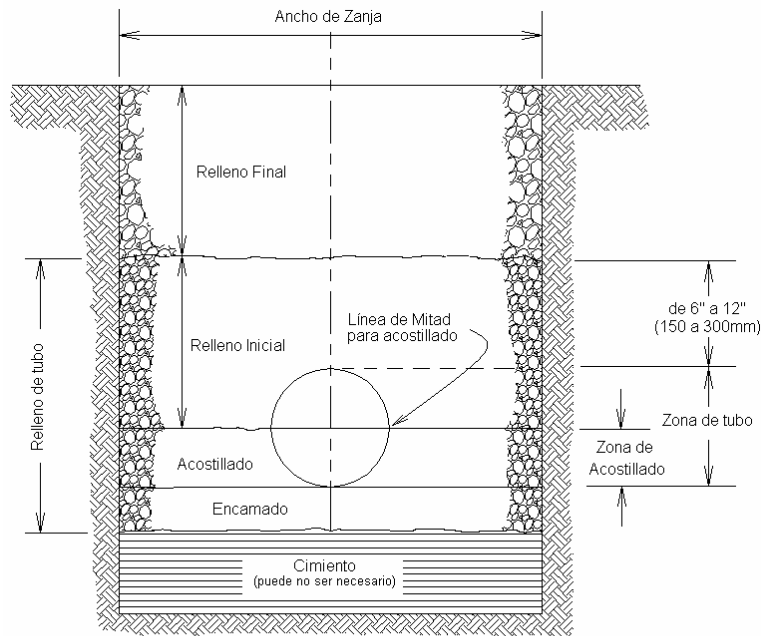 Ancho de Zanja
Relleno Final
de 6" a 12"
(150 a 300mm)
Línea de Mitad
para acostillado
Relleno Inicial
Relleno de tubo
Zona de tubo
Zona de
Acostillado
Acostillado
Encamado
Cimiento
(puede no ser necesario)